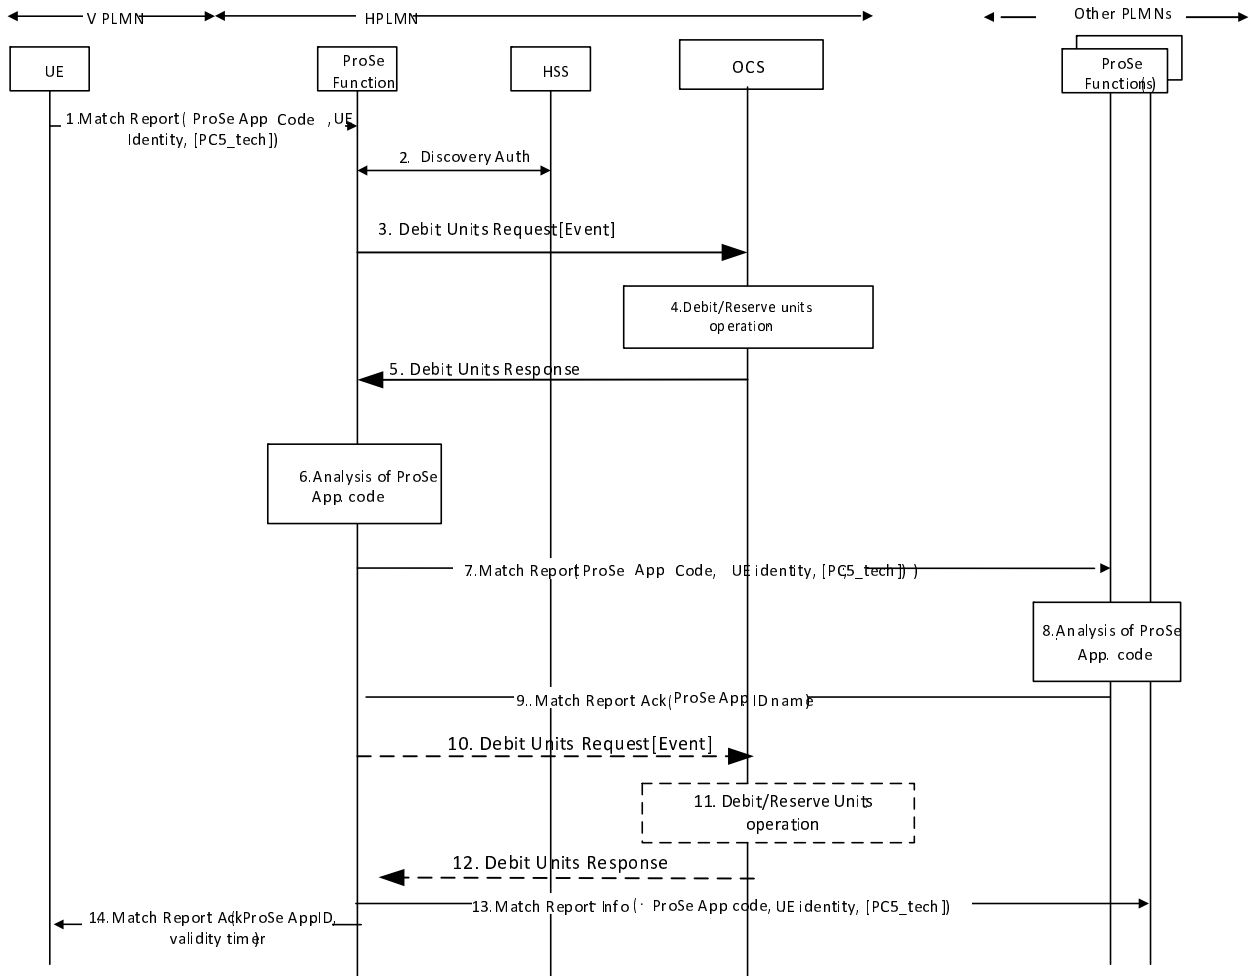 V PLMN
HPLMN
Other PLMNs
UE
ProSe
Function
HSS
OCS
ProSe
Functions()
1.Match Report( ProSe App Code ,UE
Identity, [PC5_tech])
2. Discovery Auth
3. Debit Units Request[Event]
4.Debit/Reserve units
operation
5. Debit Units Response
6.Analysis of ProSe
App. code
7.Match Report(ProSe App Code, UE identity, [PC5_tech]) )
8.Analysis of ProSe
App. code
9..Match Report Ack(ProSe App ID name)
10. Debit Units Request[Event]
11. Debit/Reserve Units
operation
12. Debit Units Response
13.Match Report Info (· ProSe App code, UE identity, [PC5_tech])
14.Match Report Ack(ProSe AppID,
validity timer)